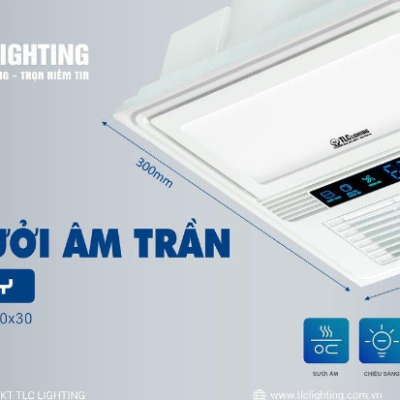 LIGHTING
NG – TRỌN NIỀM TIN
TLC LIGHTING
300mm
ƯỞI ÂM TRẦN
0x30
°C
SƯỞI ẤM
CHIẾU SÁNG
KT TLC LIGHTING
www.tlclighting.com.vn